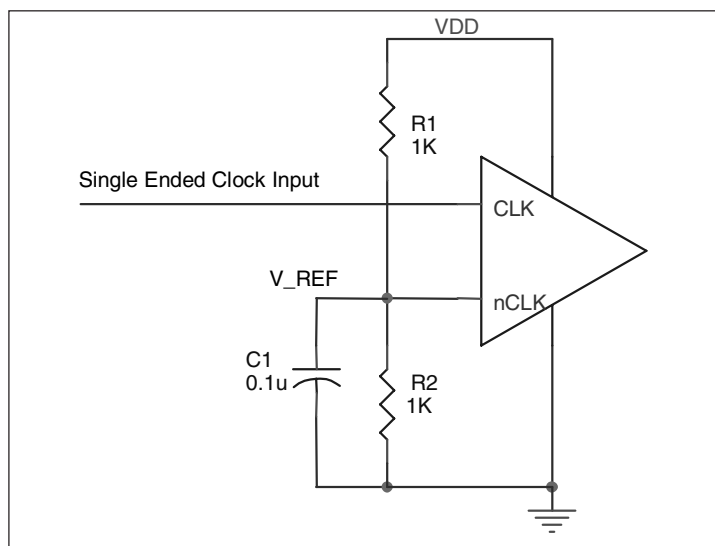 VDD
R1
1K
Single Ended Clock Input
CLK
V_REF
nCLK
C1
0.1u
R2
1K